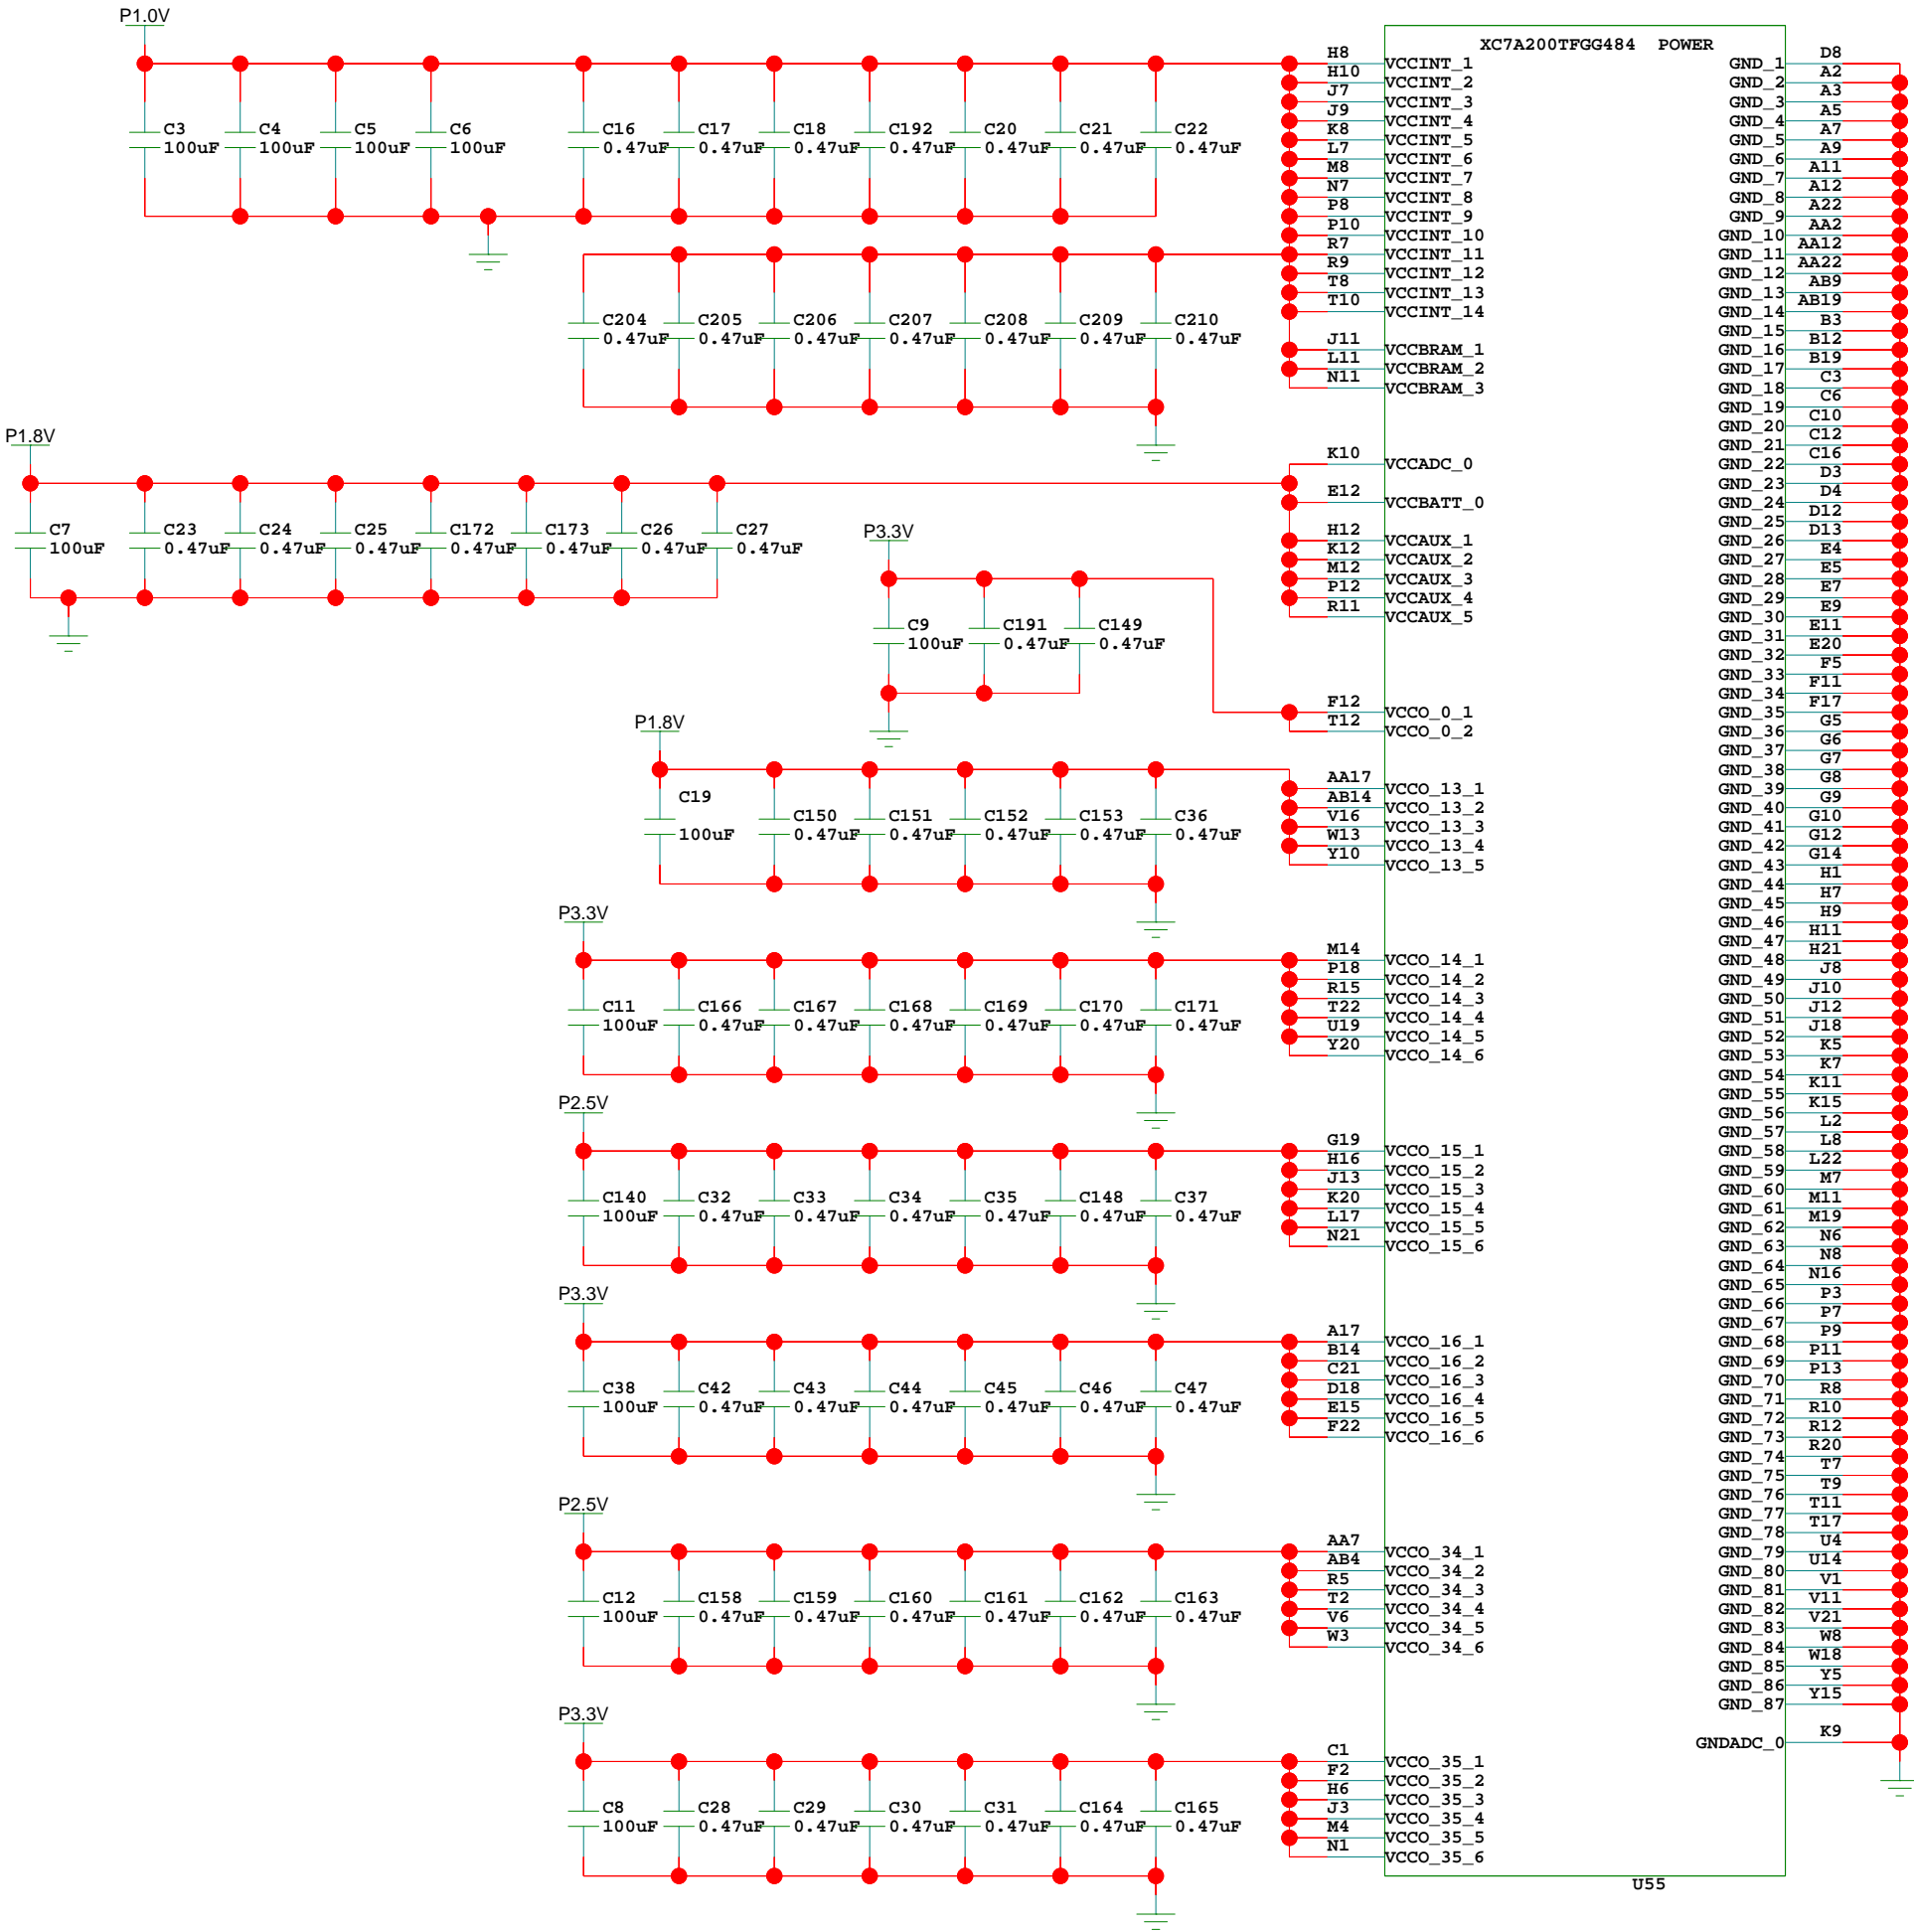 P1.0V
C3 100uF
C4 100uF
C5 100uF
C6 100uF
C16 0.47uF
C17 0.47uF
C18 0.47uF
C192 0.47uF
C20 0.47uF
C21 0.47uF
C22 0.47uF
C204 0.47uF
C205 0.47uF
C206 0.47uF
C207 0.47uF
C208 0.47uF
C209 0.47uF
C210 0.47uF
P1.8V
C7 100uF
C23 0.47uF
C24 0.47uF
C25 0.47uF
C172 0.47uF
C173 0.47uF
C26 0.47uF
C27 0.47uF
P3.3V
C9 100uF
C191 0.47uF
C149 0.47uF
P1.8V
C19 100uF
C150 0.47uF
C151 0.47uF
C152 0.47uF
C153 0.47uF
C36 0.47uF
P3.3V
C11 100uF
C166 0.47uF
C167 0.47uF
C168 0.47uF
C169 0.47uF
C170 0.47uF
C171 0.47uF
P2.5V
C140 100uF
C32 0.47uF
C33 0.47uF
C34 0.47uF
C35 0.47uF
C148 0.47uF
C37 0.47uF
P3.3V
C38 100uF
C42 0.47uF
C43 0.47uF
C44 0.47uF
C45 0.47uF
C46 0.47uF
C47 0.47uF
P2.5V
C12 100uF
C158 0.47uF
C159 0.47uF
C160 0.47uF
C161 0.47uF
C162 0.47uF
C163 0.47uF
P3.3V
C8 100uF
C28 0.47uF
C29 0.47uF
C30 0.47uF
C31 0.47uF
C164 0.47uF
C165 0.47uF
XC7A200TFGG484 POWER
H8 VCCINT_1
H10 VCCINT_2
J7 VCCINT_3
J9 VCCINT_4
K8 VCCINT_5
L7 VCCINT_6
M8 VCCINT_7
N7 VCCINT_8
P8 VCCINT_9
P10 VCCINT_10
R7 VCCINT_11
R9 VCCINT_12
T8 VCCINT_13
T10 VCCINT_14
J11 VCCBRAM_1
L11 VCCBRAM_2
N11 VCCBRAM_3
K10 VCCADC_0
E12 VCCBATT_0
H12 VCCAUX_1
K12 VCCAUX_2
M12 VCCAUX_3
P12 VCCAUX_4
R11 VCCAUX_5
F12 VCCO_0_1
T12 VCCO_0_2
AA17 VCCO_13_1
AB14 VCCO_13_2
V16 VCCO_13_3
W13 VCCO_13_4
Y10 VCCO_13_5
M14 VCCO_14_1
P18 VCCO_14_2
R15 VCCO_14_3
T22 VCCO_14_4
U19 VCCO_14_5
Y20 VCCO_14_6
G19 VCCO_15_1
H16 VCCO_15_2
J13 VCCO_15_3
K20 VCCO_15_4
L17 VCCO_15_5
N21 VCCO_15_6
A17 VCCO_16_1
B14 VCCO_16_2
C21 VCCO_16_3
D18 VCCO_16_4
E15 VCCO_16_5
F22 VCCO_16_6
AA7 VCCO_34_1
AB4 VCCO_34_2
R5 VCCO_34_3
T2 VCCO_34_4
V6 VCCO_34_5
W3 VCCO_34_6
C1 VCCO_35_1
F2 VCCO_35_2
H6 VCCO_35_3
J3 VCCO_35_4
M4 VCCO_35_5
N1 VCCO_35_6
GND_1 D8
GND_2 A2
GND_3 A3
GND_4 A5
GND_5 A7
GND_6 A9
GND_7 A11
GND_8 A12
GND_9 A22
GND_10 AA2
GND_11 AA12
GND_12 AA22
GND_13 AB9
GND_14 AB19
GND_15 B3
GND_16 B12
GND_17 B19
GND_18 C3
GND_19 C6
GND_20 C10
GND_21 C12
GND_22 C16
GND_23 D3
GND_24 D4
GND_25 D12
GND_26 D13
GND_27 E4
GND_28 E5
GND_29 E7
GND_30 E9
GND_31 E11
GND_32 E20
GND_33 F5
GND_34 F11
GND_35 F17
GND_36 G5
GND_37 G6
GND_38 G7
GND_39 G8
GND_40 G9
GND_41 G10
GND_42 G12
GND_43 G14
GND_44 H1
GND_45 H7
GND_46 H9
GND_47 H11
GND_48 H21
GND_49 J8
GND_50 J10
GND_51 J12
GND_52 J18
GND_53 K5
GND_54 K7
GND_55 K11
GND_56 K15
GND_57 L2
GND_58 L8
GND_59 L22
GND_60 M7
GND_61 M11
GND_62 M19
GND_63 N6
GND_64 N8
GND_65 N16
GND_66 P3
GND_67 P7
GND_68 P9
GND_69 P11
GND_70 P13
GND_71 R8
GND_72 R10
GND_73 R12
GND_74 R20
GND_75 T7
GND_76 T9
GND_77 T11
GND_78 T17
GND_79 U4
GND_80 U14
GND_81 V1
GND_82 V11
GND_83 V21
GND_84 W8
GND_85 W18
GND_86 Y5
GND_87 Y15
GNDADC_0 K9
U55